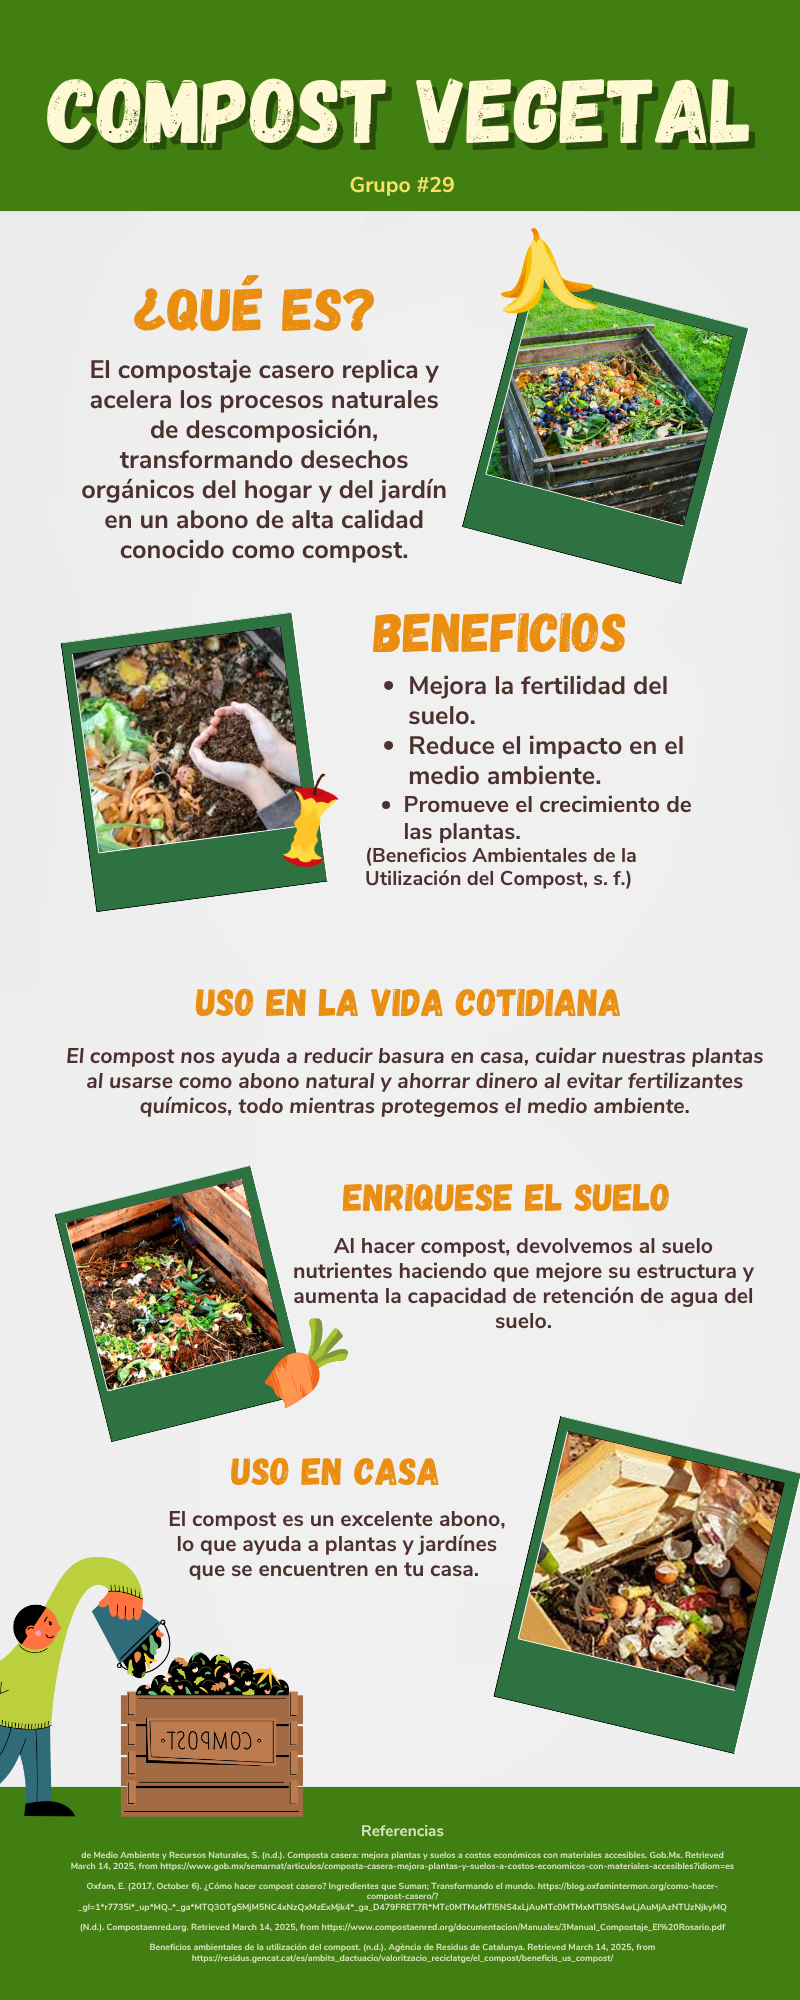 COMPOST VEGETAL
Grupo #29
¿QUÉ ES?
El compostaje casero replica y
acelera los procesos naturales
de descomposición,
transformando desechos
orgánicos del hogar y del jardín
en un abono de alta calidad
conocido como compost.
BENEFICIOS
• Mejora la fertilidad del
suelo.
• Reduce el impacto en el
medio ambiente.
• Promueve el crecimiento de
las plantas.
(Beneficios Ambientales de la
Utilización del Compost, s. f.)
USO EN LA VIDA COTIDIANA
El compost nos ayuda a reducir basura en casa, cuidar nuestras plantas
al usarse como abono natural y ahorrar dinero al evitar fertilizantes
químicos, todo mientras protegemos el medio ambiente.
ENRIQUESE EL SUELO
Al hacer compost, devolvemos al suelo
nutrientes haciendo que mejore su estructura y
aumenta la capacidad de retención de agua del
suelo.
USO EN CASA
El compost es un excelente abono,
lo que ayuda a plantas y jardínes
que se encuentren en tu casa.
COMPOST
Referencias
de Medio Ambiente y Recursos Naturales, S. (n.d.). Composta casera: mejora plantas y suelos a costos económicos con materiales accesibles. Gob.Mx. Retrieved
March 14, 2025, from https://www.gob.mx/semarnat/articulos/composta-casera-mejora-plantas-y-suelos-a-costos-economicos-con-materiales-accesibles?idiom=es
Oxfam, E. (2017, October 6). ¿Cómo hacer compost casero? Ingredientes que Suman; Transformando el mundo. https://blog.oxfamintermon.org/como-hacer-
compost-casero/?
_gl=1*r7735i*_up*MQ..*_ga*MTQ3OTg5MjM5NC4xNzQxMzExMjk4*_ga_D479FRET7R*MTc0MTMxMTI5NS4xLjAuMTc0MTMxMTI5NS4wLjAuMjAzNTUzNjkyMQ
(N.d.). Compostaenred.org. Retrieved March 14, 2025, from https://www.compostaenred.org/documentacion/Manuales/3Manual_Compostaje_El%20Rosario.pdf
Beneficios ambientales de la utilización del compost. (n.d.). Agència de Residus de Catalunya. Retrieved March 14, 2025, from
https://residus.gencat.cat/es/ambits_dactuacio/valoritzacio_reciclatge/el_compost/beneficis_us_compost/